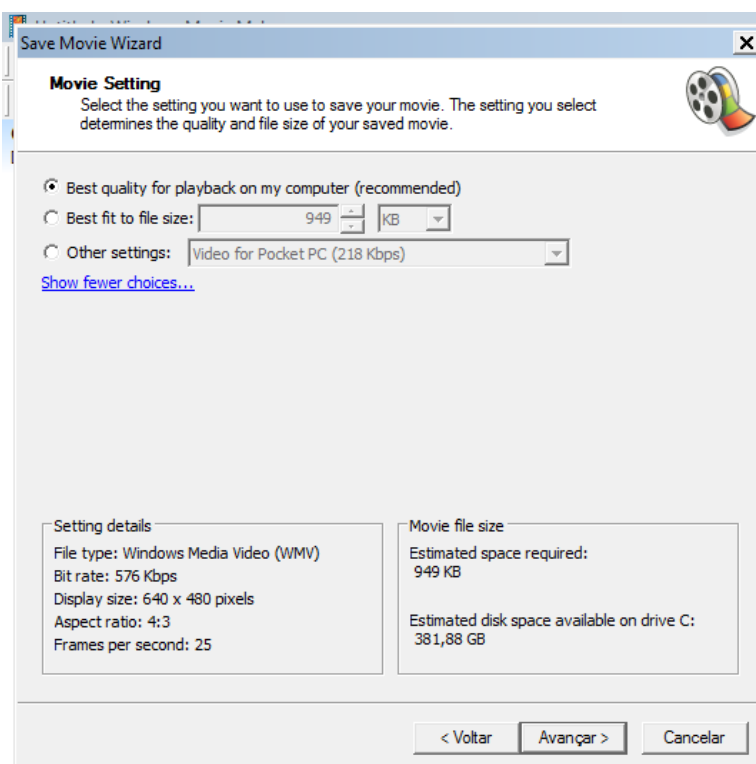 Save Movie Wizard
Movie Setting
Select the setting you want to use to save your movie. The setting you select
determines the quality and file size of your saved movie.
Best quality for playback on my computer (recommended)
Best fit to file size: 949 KB
Other settings: Video for Pocket PC (218 Kbps)
Show fewer choices...
Setting details
File type: Windows Media Video (WMV)
Bit rate: 576 Kbps
Display size: 640 x 480 pixels
Aspect ratio: 4:3
Frames per second: 25
Movie file size
Estimated space required:
949 KB
Estimated disk space available on drive C:
381,88 GB
< Voltar
Avançar >
Cancelar